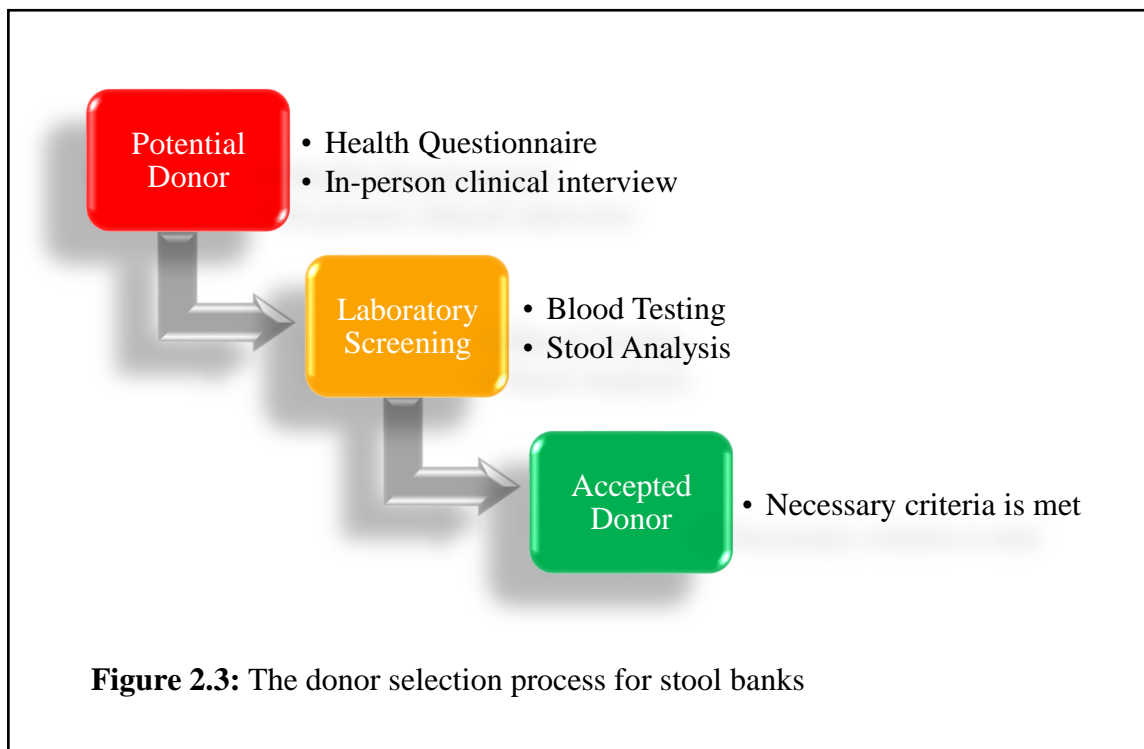 Potential
Donor
• Health Questionnaire
• In-person clinical interview
Laboratory
Screening
• Blood Testing
• Stool Analysis
Accepted
Donor
• Necessary criteria is met
Figure 2.3: The donor selection process for stool banks